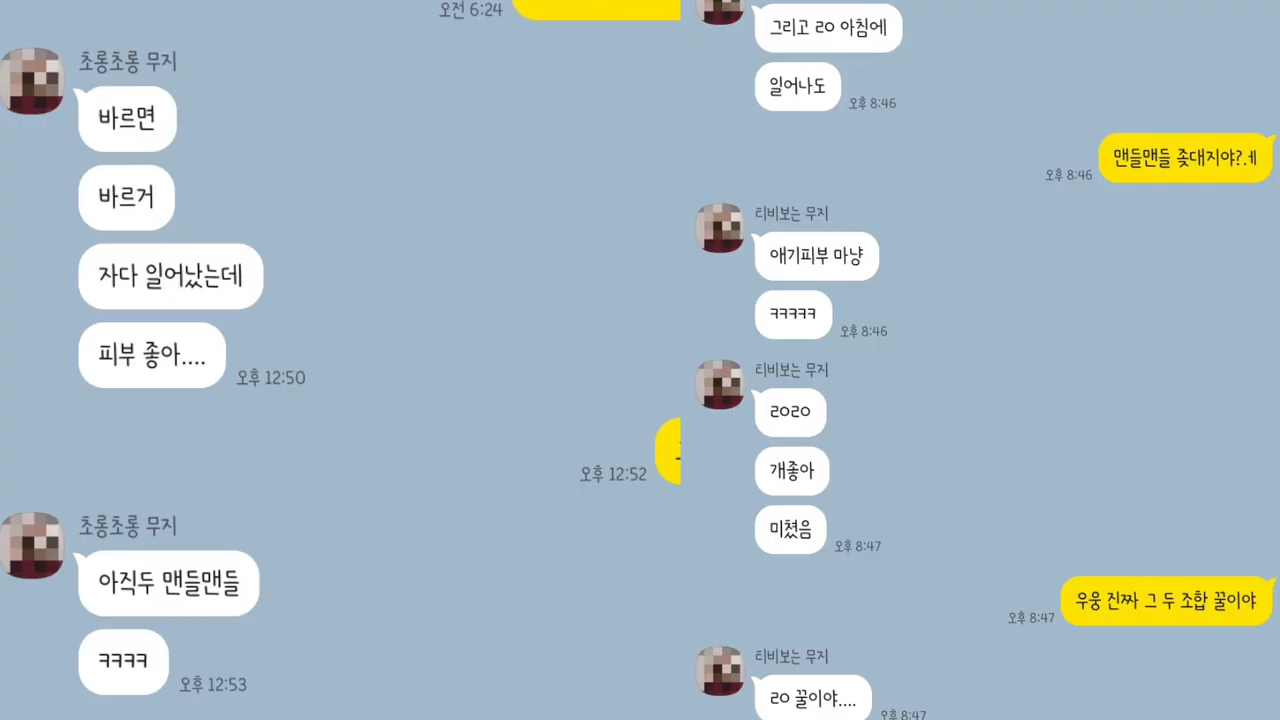 오전 6:24
초롱초롱 무지
바르면
바르거
자다 일어났는데
피부 좋아....
오후 12:50
오후 12:52
초롱초롱 무지
아직두 맨들맨들
ㅋㅋㅋㅋ
오후 12:53
그리고 ㄹㅇ 아침에
일어나도
오후 8:46
맨들맨들 좆대지야?.ㅔ
오후 8:46
티비보는 무지
애기피부 마냥
ㅋㅋㅋㅋㅋ
오후 8:46
티비보는 무지
ㄹㅇㄹㅇ
개좋아
미쳤음
오후 8:47
우웅 진짜 그 두 조합 꿀이야
오후 8:47
티비보는 무지
ㄹㅇ 꿀이야....
오후 8:47